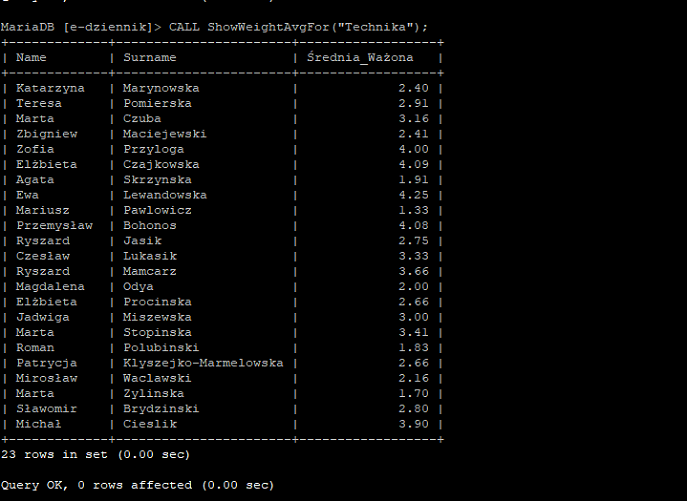 MariaDB [e-dziennik]> CALL ShowWeightAvgFor("Technika");
+-------------+-----------------------+------------------+
| Name        | Surname               | Średnia_Ważona   |
+-------------+-----------------------+------------------+
| Katarzyna   | Marynowska            |             2.40 |
| Teresa      | Pomierska             |             2.91 |
| Marta       | Czuba                 |             3.16 |
| Zbigniew    | Maciejewski           |             2.41 |
| Zofia       | Przyloga              |             4.00 |
| Elżbieta    | Czajkowska            |             4.09 |
| Agata       | Skrzynska             |             1.91 |
| Ewa         | Lewandowska           |             4.25 |
| Mariusz     | Pawlowicz             |             1.33 |
| Przemysław  | Bohonos               |             4.08 |
| Ryszard     | Jasik                 |             2.75 |
| Czesław     | Lukasik               |             3.33 |
| Ryszard     | Mamcarz               |             3.66 |
| Magdalena   | Odya                  |             2.00 |
| Elżbieta    | Procinska             |             2.66 |
| Jadwiga     | Miszewska             |             3.00 |
| Marta       | Stopinska             |             3.41 |
| Roman       | Polubinski            |             1.83 |
| Patrycja    | Klyszejko-Marmelowska |             2.66 |
| Mirosław    | Waclawski             |             2.16 |
| Marta       | Zylinska              |             1.70 |
| Sławomir    | Brydzinski            |             2.80 |
| Michał      | Cieslik               |             3.90 |
+-------------+-----------------------+------------------+
23 rows in set (0.00 sec)
Query OK, 0 rows affected (0.00 sec)